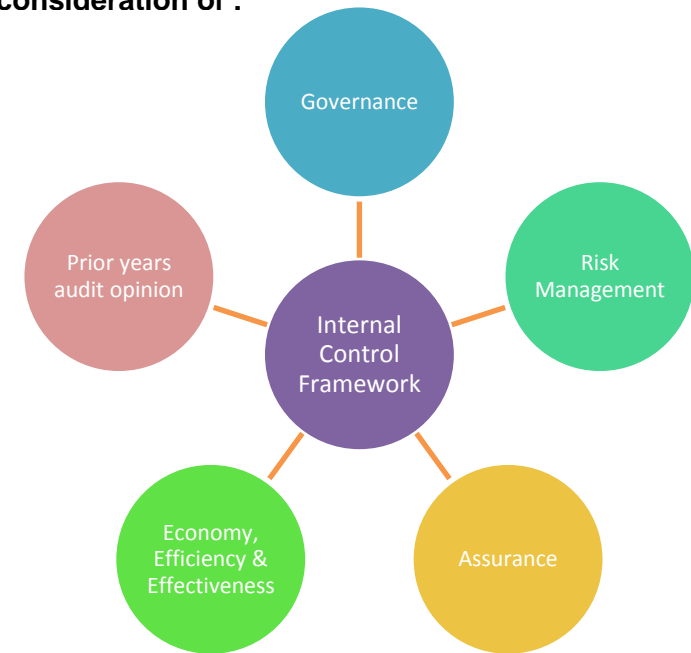 consideration of :
Governance
Prior years
audit opinion
Risk
Management
Internal
Control
Framework
Economy,
Efficiency &
Effectiveness
Assurance